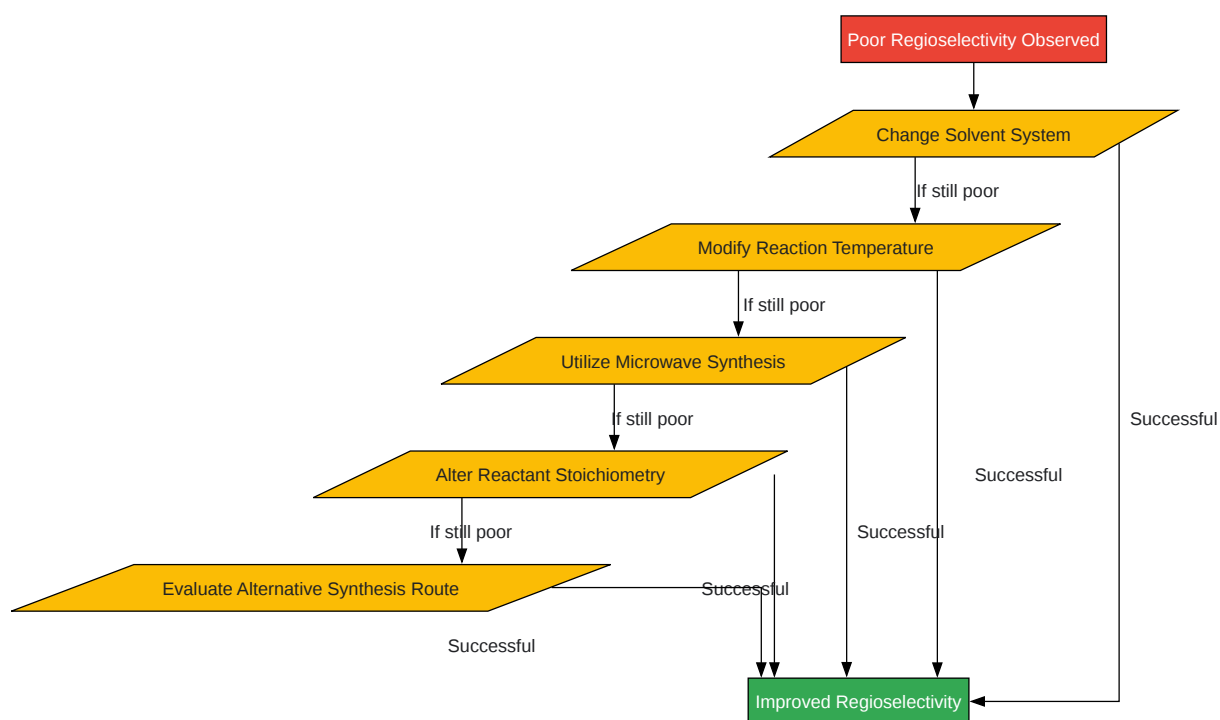 Poor Regioselectivity Observed
Change Solvent System
If still poor
Modify Reaction Temperature
If still poor
Utilize Microwave Synthesis
If still poor
Successful
Alter Reactant Stoichiometry
Successful
If still poor
Successful
Evaluate Alternative Synthesis Route
Successful
Successful
Improved Regioselectivity